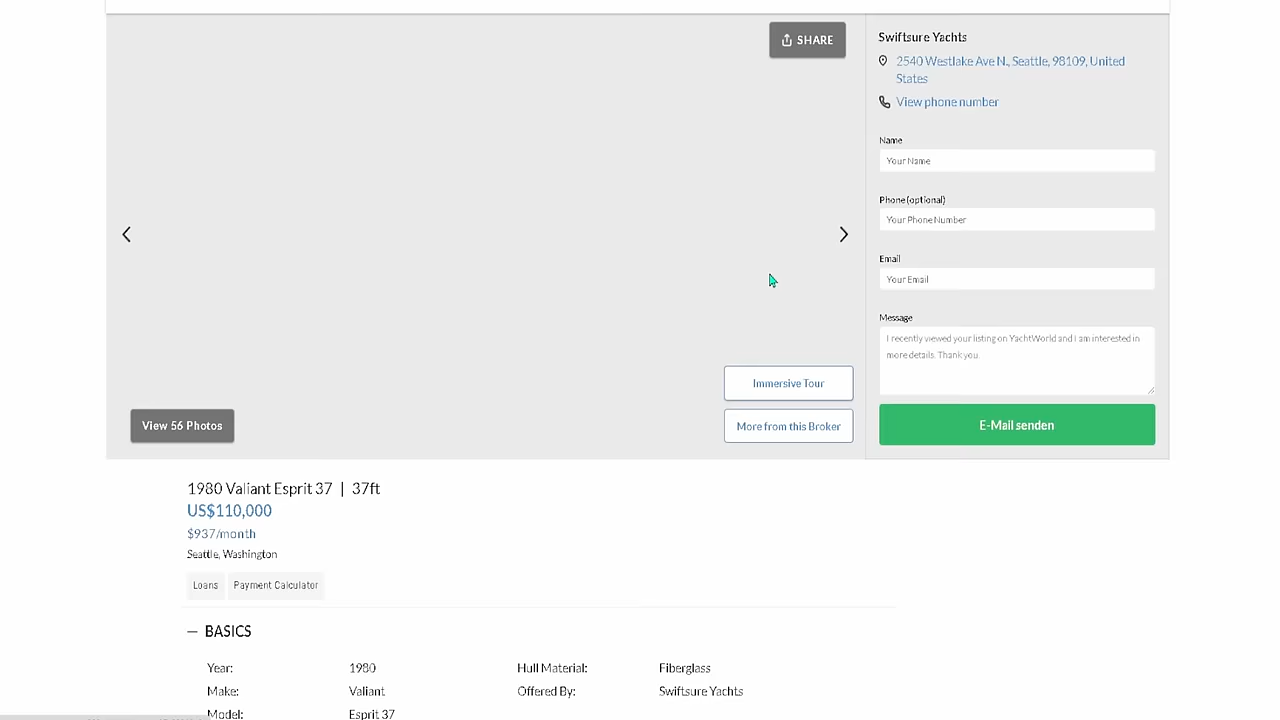 SHARE
Swiftsure Yachts
2540 Westlake Ave N., Seattle, 98109, United
States
View phone number
Name
Your Name
Phone (optional)
Your Phone Number
Email
Your Email
Message
I recently viewed your listing on YachtWorld and I am interested in
more details. Thank you.
Immersive Tour
View 56 Photos
More from this Broker
E-Mail senden
1980 Valiant Esprit 37 | 37ft
US$110,000
$937/month
Seattle, Washington
Loans
Payment Calculator
— BASICS
Year: 1980 Hull Material: Fiberglass
Make: Valiant Offered By: Swiftsure Yachts
Model: Esprit 37